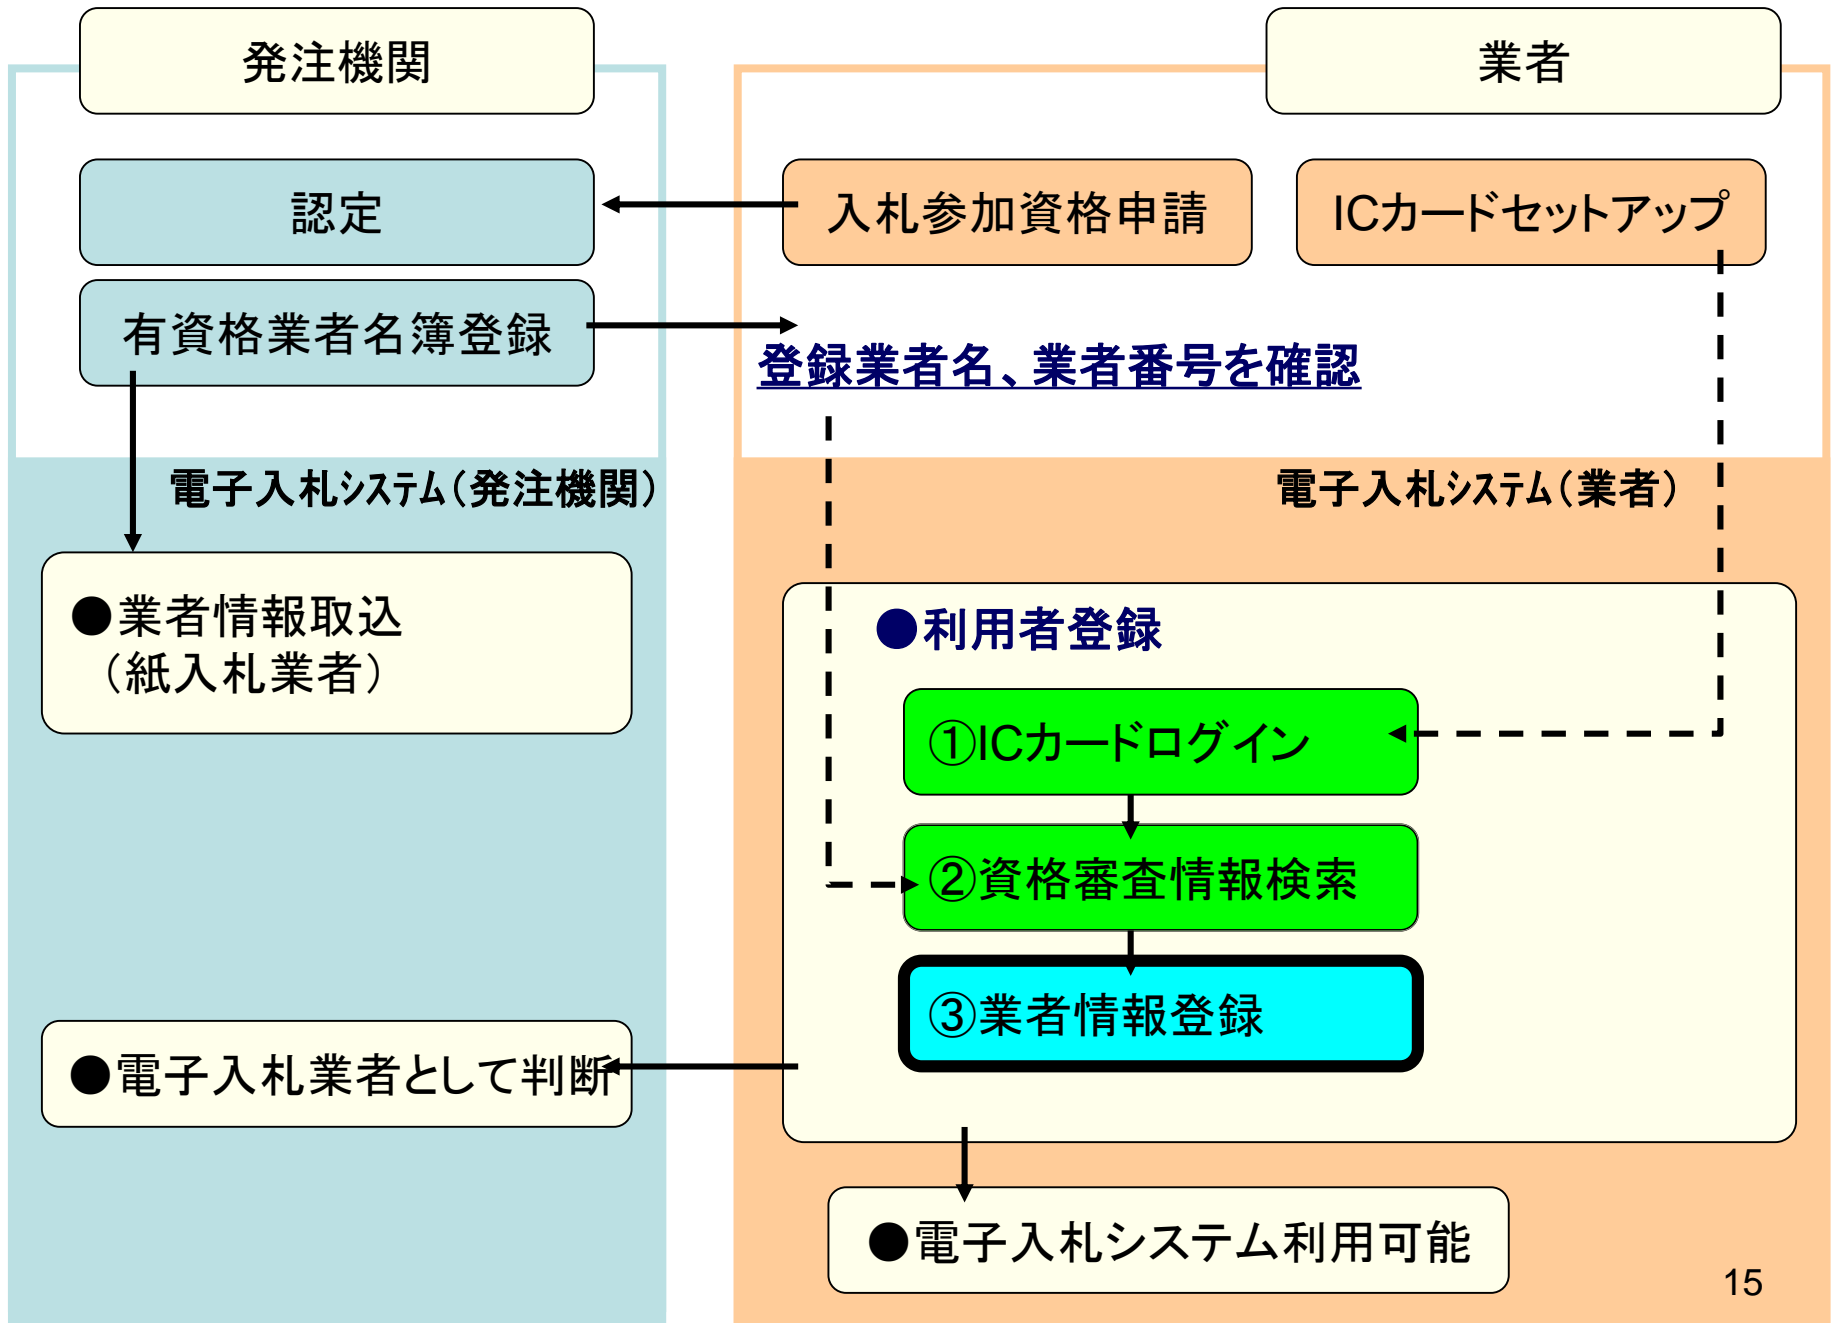 発注機関
業者
認定
入札参加資格申請
ICカードセットアップ
有資格業者名簿登録
登録業者名、業者番号を確認
電子入札システム(発注機関)
電子入札システム(業者)
●業者情報取込
(紙入札業者)
●利用者登録
①ICカードログイン
②資格審査情報検索
③業者情報登録
●電子入札業者として判断
●電子入札システム利用可能
15